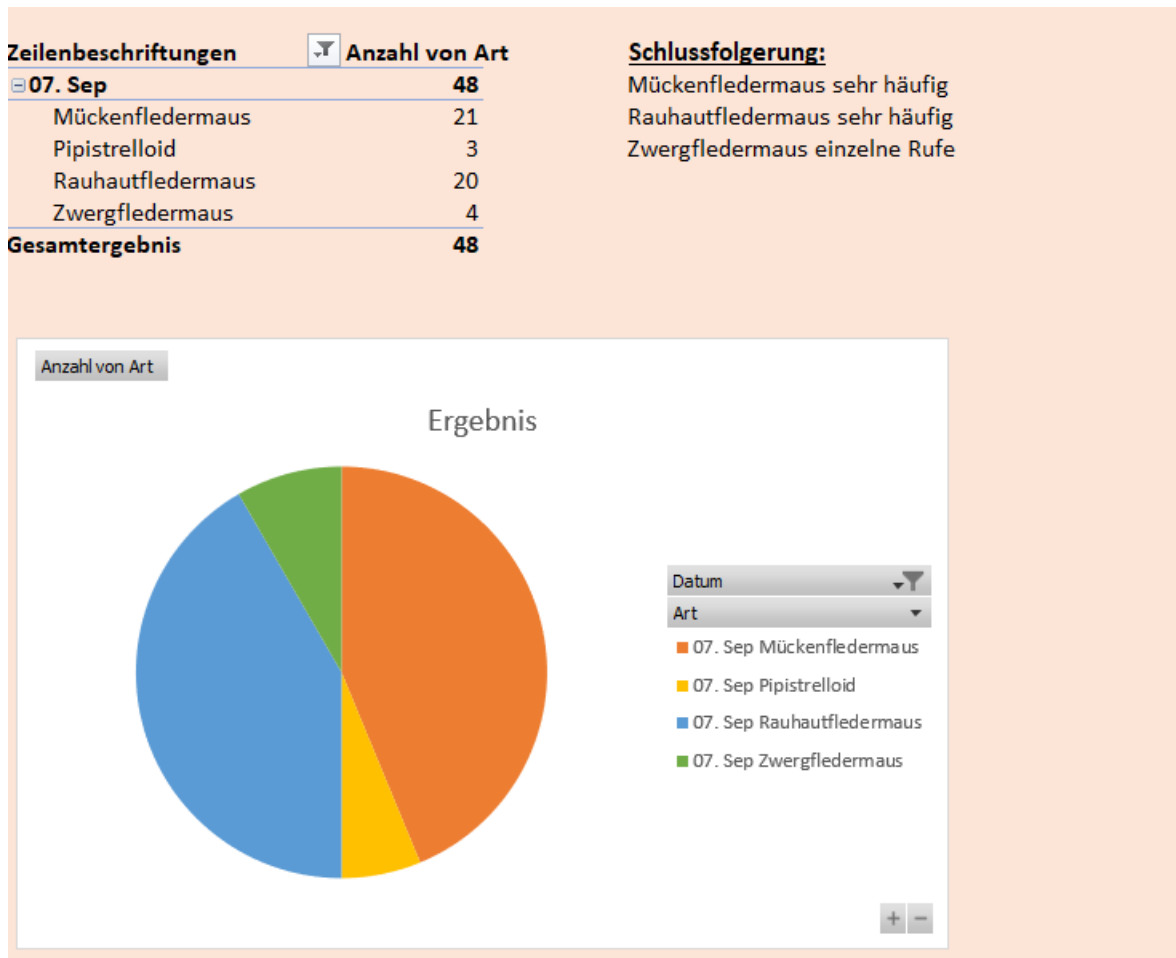 Zeilenbeschriftungen Anzahl von Art
07. Sep 48
Mückenfledermaus 21
Pipistrelloid 3
Rauhautfledermaus 20
Zwergfledermaus 4
Gesamtergebnis 48
Schlussfolgerung:
Mückenfledermaus sehr häufig
Rauhautfledermaus sehr häufig
Zwergfledermaus einzelne Rufe
Anzahl von Art
Ergebnis
Datum
Art
07. Sep Mückenfledermaus
07. Sep Pipistrelloid
07. Sep Rauhautfledermaus
07. Sep Zwergfledermaus
+ −